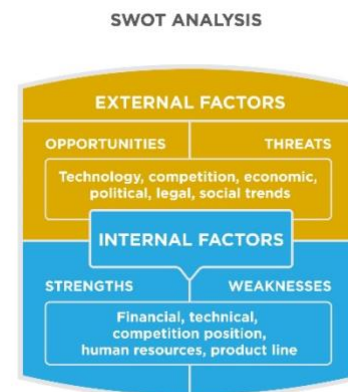 SWOT ANALYSIS
EXTERNAL FACTORS
OPPORTUNITIES
THREATS
Technology, competition, economic,
political, legal, social trends
INTERNAL FACTORS
STRENGTHS
WEAKNESSES
Financial, technical,
competition position,
human resources, product line